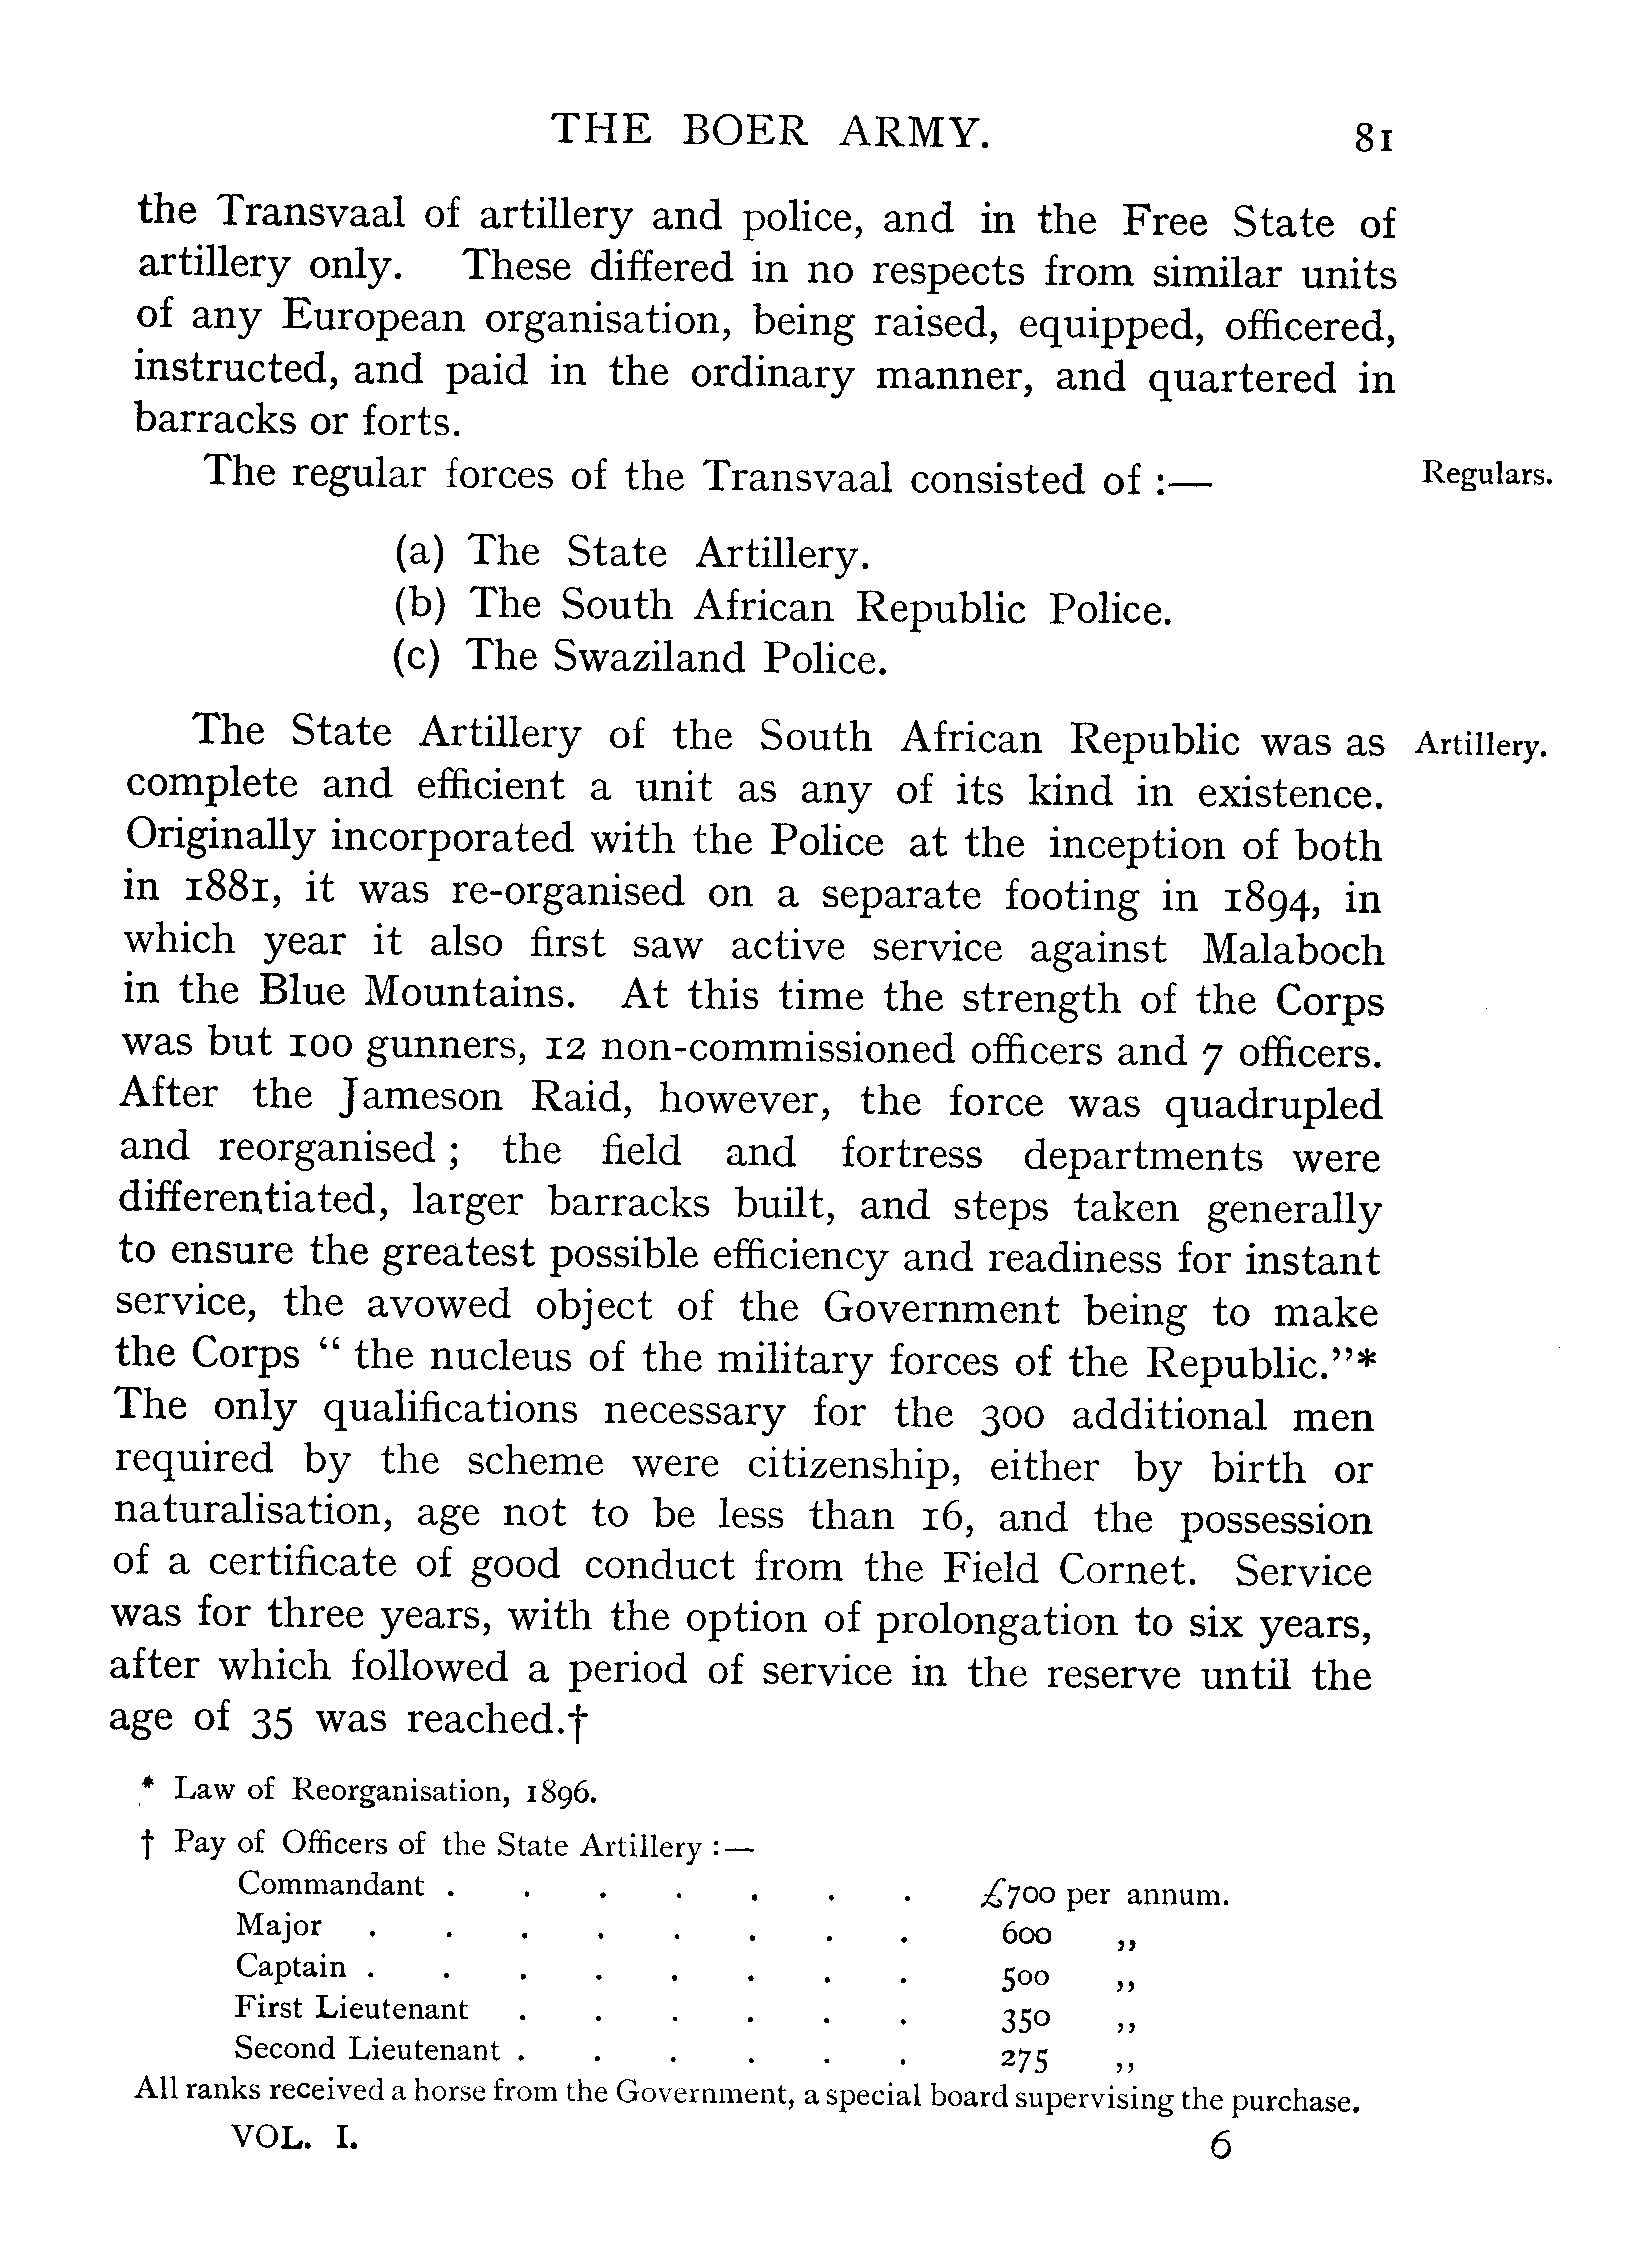 THE BOER ARMY. 81
the Transvaal of artillery and police, and in the Free State of
artillery only. These differed in no respects from similar units
of any European organisation, being raised, equipped, officered,
instructed, and paid in the ordinary manner, and quartered in
barracks or forts.
The regular forces of the Transvaal consisted of :—
Regulars.
(a) The State Artillery.
(b) The South African Republic Police.
(c) The Swaziland Police.
The State Artillery of the South African Republic was as
Artillery.
complete and efficient a unit as any of its kind in existence.
Originally incorporated with the Police at the inception of both
in 1881, it was re-organised on a separate footing in 1894, in
which year it also first saw active service against Malaboch
in the Blue Mountains. At this time the strength of the Corps
was but 100 gunners, 12 non-commissioned officers and 7 officers.
After the Jameson Raid, however, the force was quadrupled
and reorganised ; the field and fortress departments were
differentiated, larger barracks built, and steps taken generally
to ensure the greatest possible efficiency and readiness for instant
service, the avowed object of the Government being to make
the Corps “ the nucleus of the military forces of the Republic.”*
The only qualifications necessary for the 300 additional men
required by the scheme were citizenship, either by birth or
naturalisation, age not to be less than 16, and the possession
of a certificate of good conduct from the Field Cornet. Service
was for three years, with the option of prolongation to six years,
after which followed a period of service in the reserve until the
age of 35 was reached.†
* Law of Reorganisation, 1896.
† Pay of Officers of the State Artillery :—
Commandant . . . . . . . £700 per annum.
Major . . . . . . . . 600 ,,
Captain . . . . . . . . 500 ,,
First Lieutenant . . . . . . 350 ,,
Second Lieutenant . . . . . . 275 ,,
All ranks received a horse from the Government, a special board supervising the purchase.
VOL. I. 6